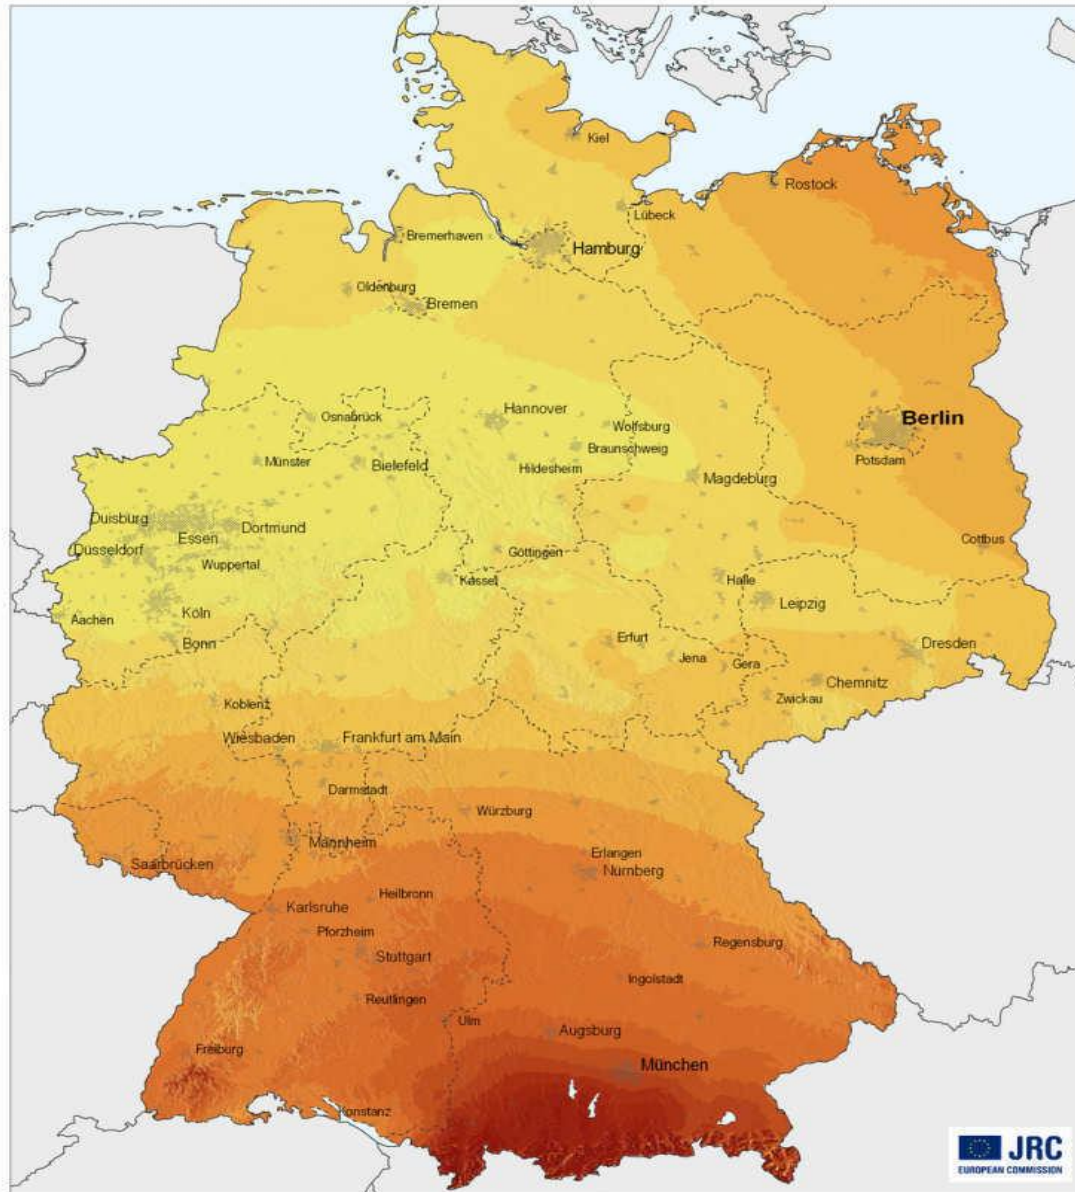 Kiel
Rostock
Lübeck
Bremerhaven
Hamburg
Oldenburg
Bremen
Hannover
Osnabrück
Berlin
Wolfsburg
Braunschweig
Potsdam
Münster
Bielefeld
Hildesheim
Magdeburg
Duisburg
Dortmund
Essen
Düsseldorf
Göttingen
Cottbus
Wuppertal
Kassel
Halle
Leipzig
Köln
Aachen
Bonn
Erfurt
Dresden
Jena
Gera
Chemnitz
Zwickau
Koblenz
Wiesbaden
Frankfurt am Main
Darmstadt
Würzburg
Mannheim
Erlangen
Saarbrücken
Nürnberg
Heilbronn
Karlsruhe
Pforzheim
Regensburg
Stuttgart
Ingolstadt
Reutlingen
Ulm
Augsburg
Freiburg
München
Konstanz
JRC
EUROPEAN COMMISSION